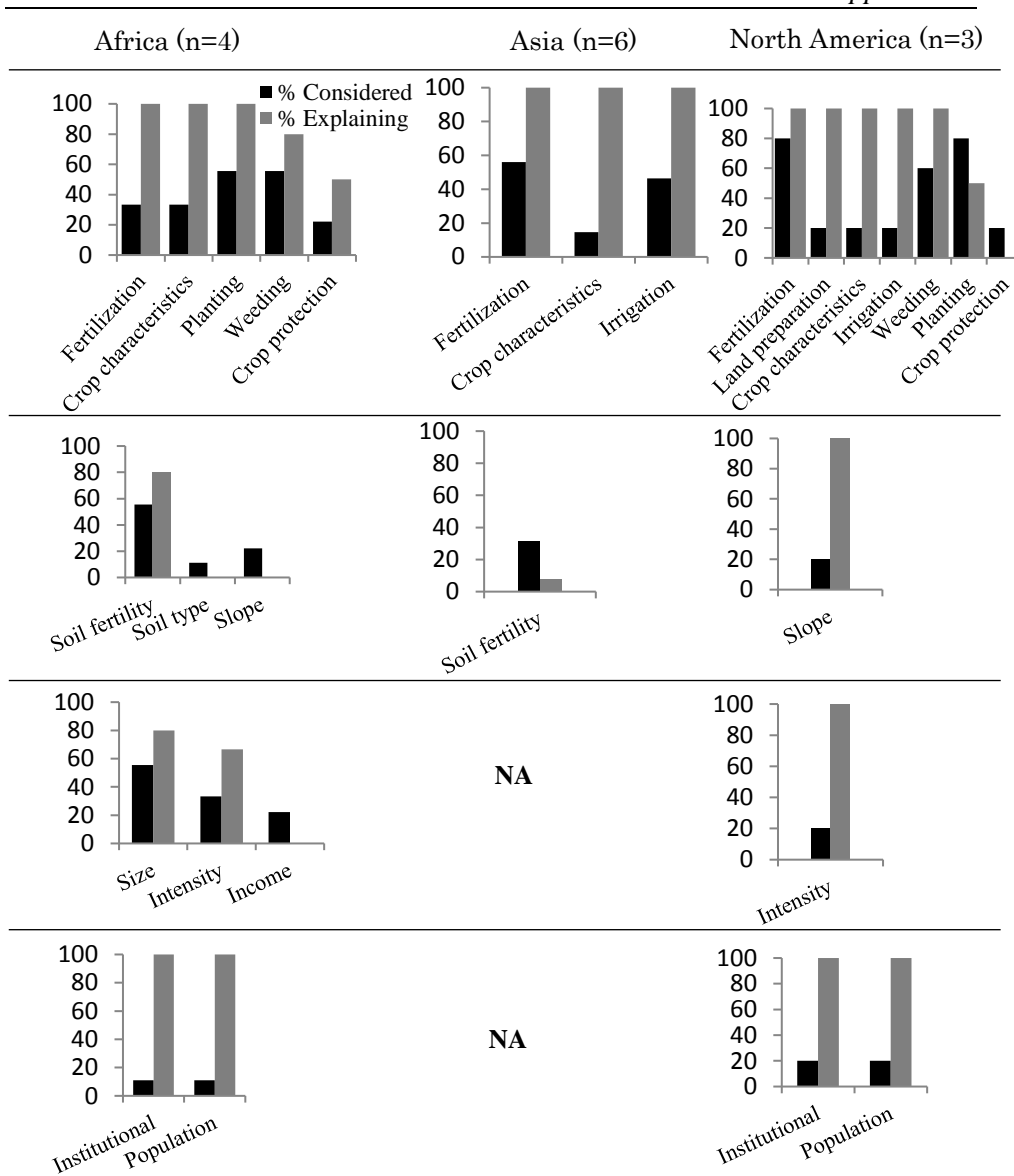 Africa (n=4)
Asia (n=6)
North America (n=3)
100
80
60
40
20
0
% Considered
% Explaining
Fertilization
Crop characteristics
Planting
Weeding
Crop protection
100
80
60
40
20
0
Fertilization
Crop characteristics
Irrigation
100
80
60
40
20
0
Fertilization
Land preparation
Crop characteristics
Irrigation
Weeding
Planting
Crop protection
100
80
60
40
20
0
Soil fertility
Soil type
Slope
100
80
60
40
20
0
Soil fertility
100
80
60
40
20
0
Slope
100
80
60
40
20
0
Size
Intensity
Income
NA
100
80
60
40
20
0
Intensity
100
80
60
40
20
0
Institutional
Population
NA
100
80
60
40
20
0
Institutional
Population